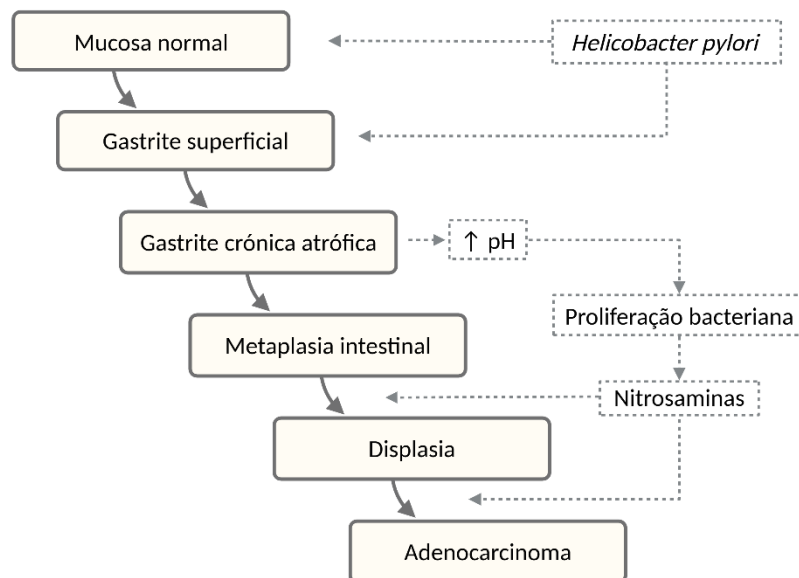 Mucosa normal
Helicobacter pylori
Gastrite superficial
Gastrite crónica atrófica
↑ pH
Proliferação bacteriana
Metaplasia intestinal
Nitrosaminas
Displasia
Adenocarcinoma